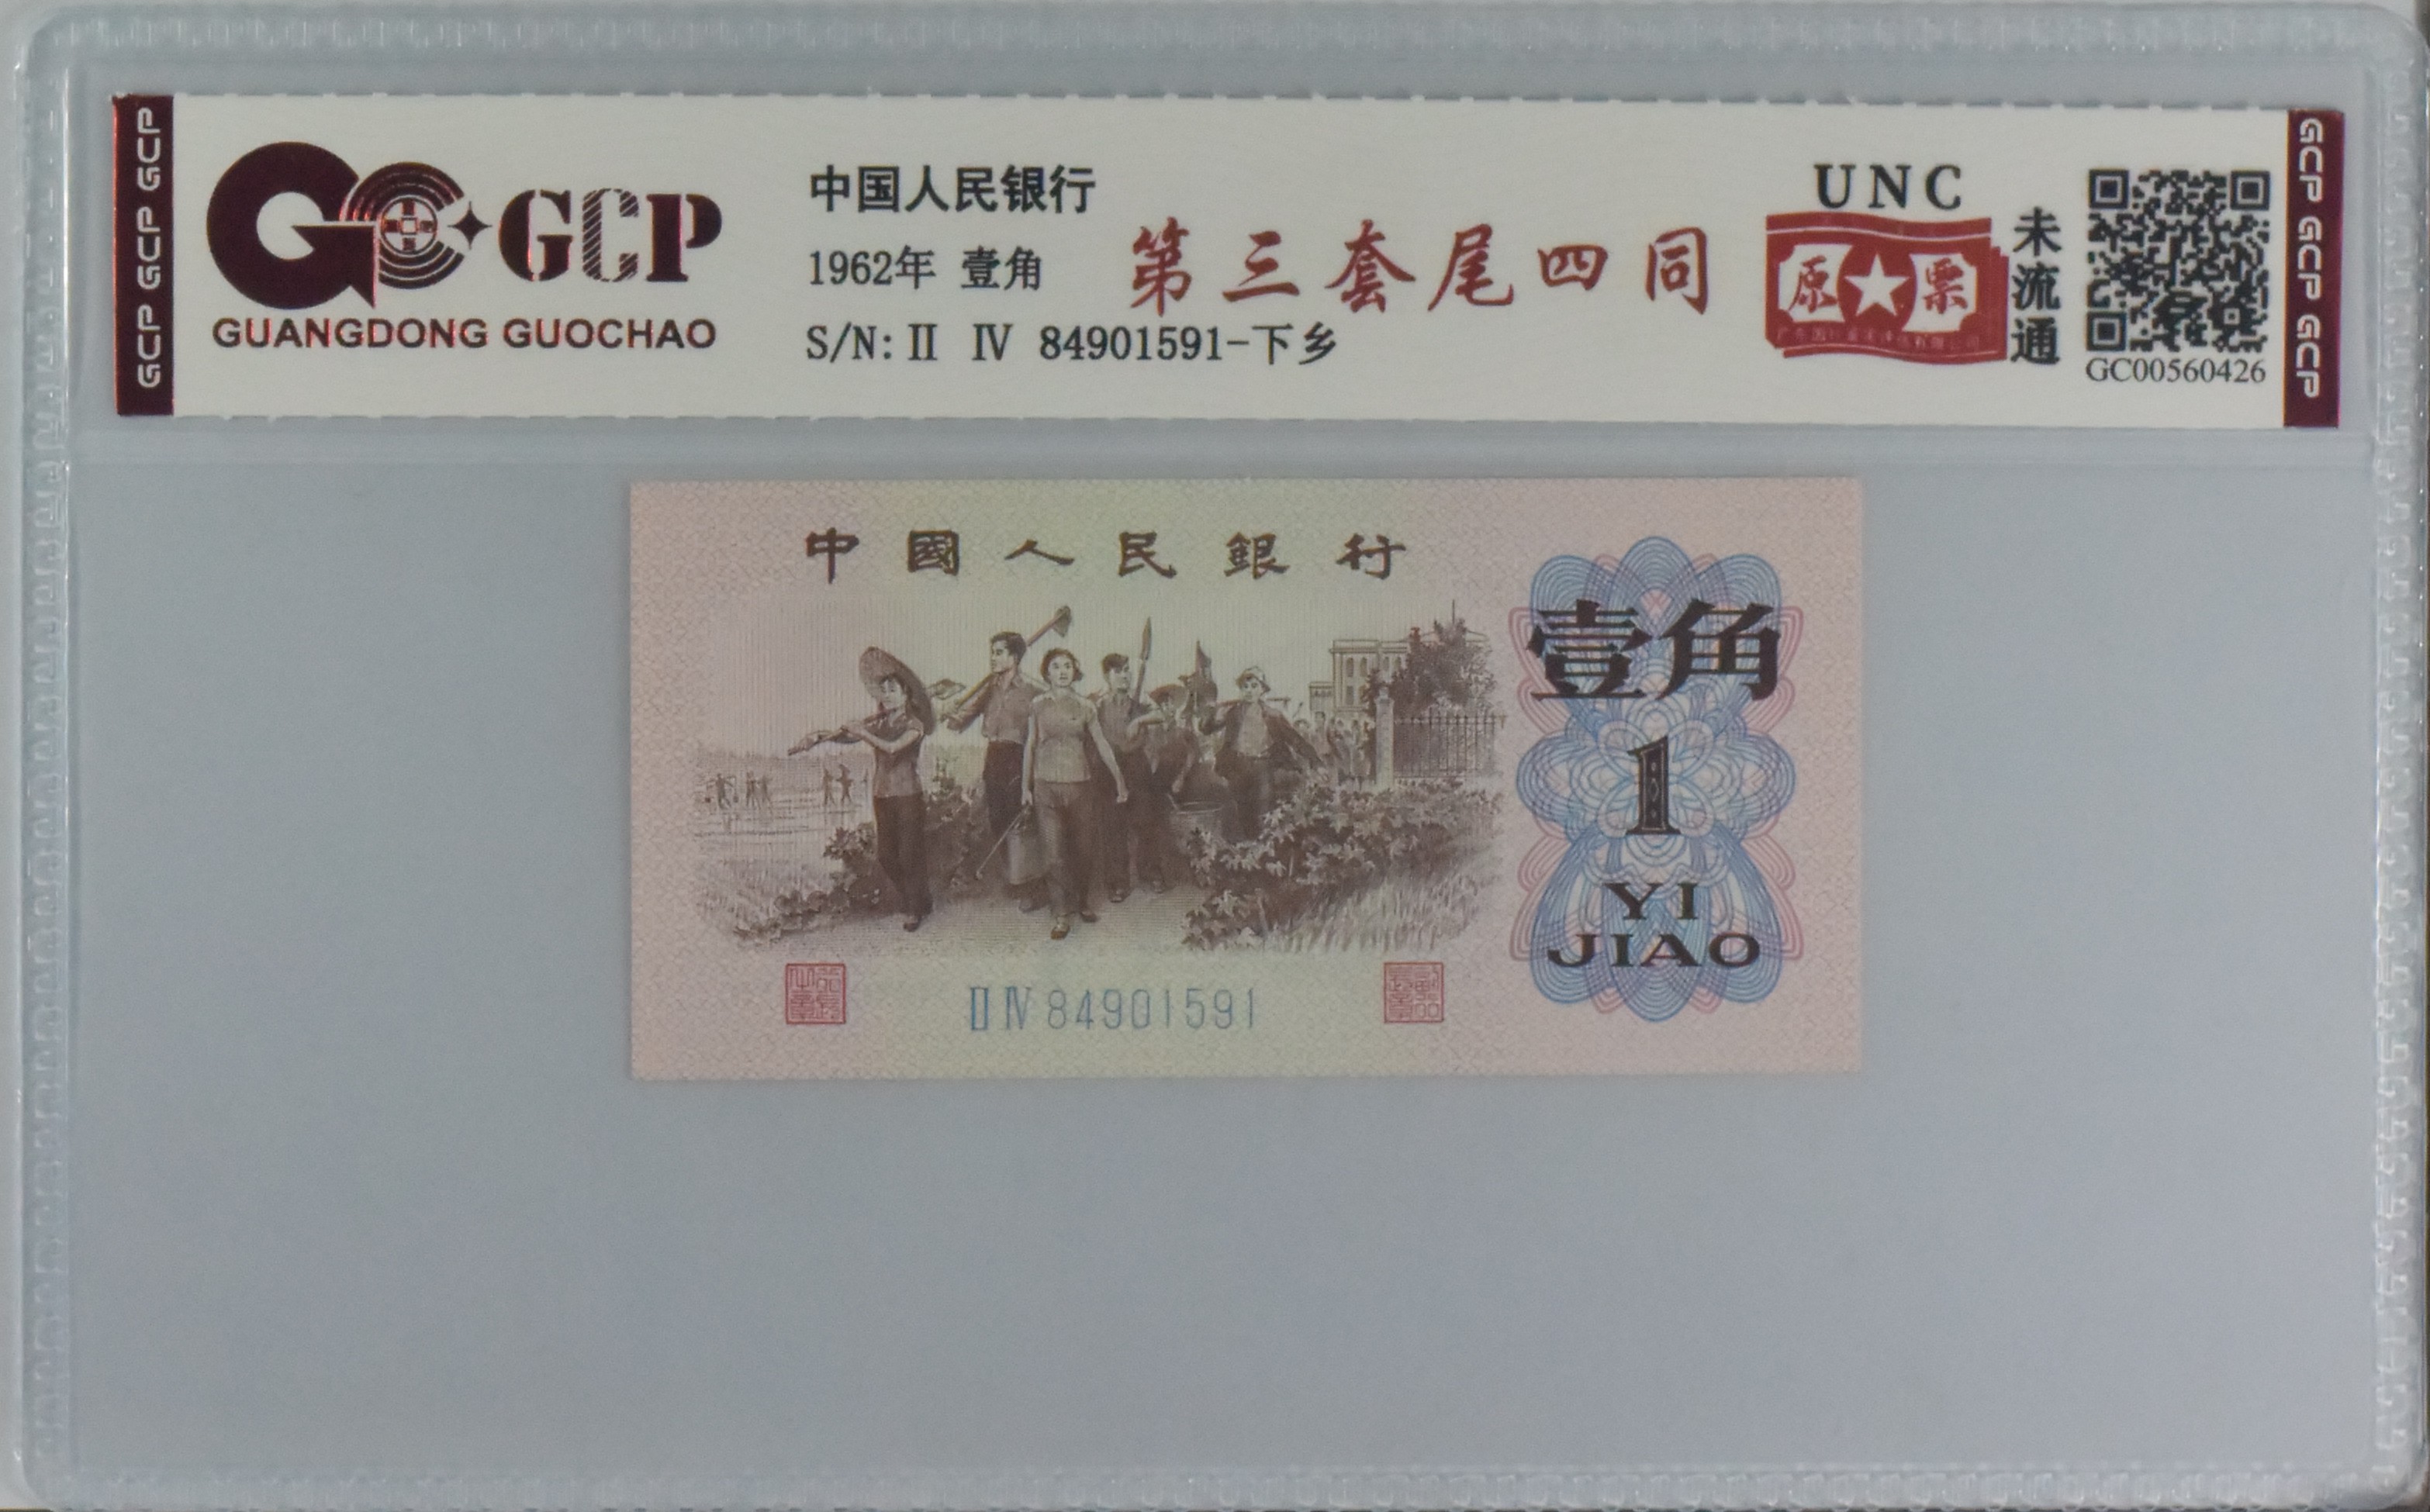 GCP GCP GCP
GCP
GUANGDONG GUOCHAO
中国人民银行
1962年 壹角
S/N: II IV 84901591-下乡
第三套尾四同
UNC
原★票
未流通
GC00560426
GCP GCP GCP
中國人民銀行
壹角
1
YI
JIAO
II IV 84901591